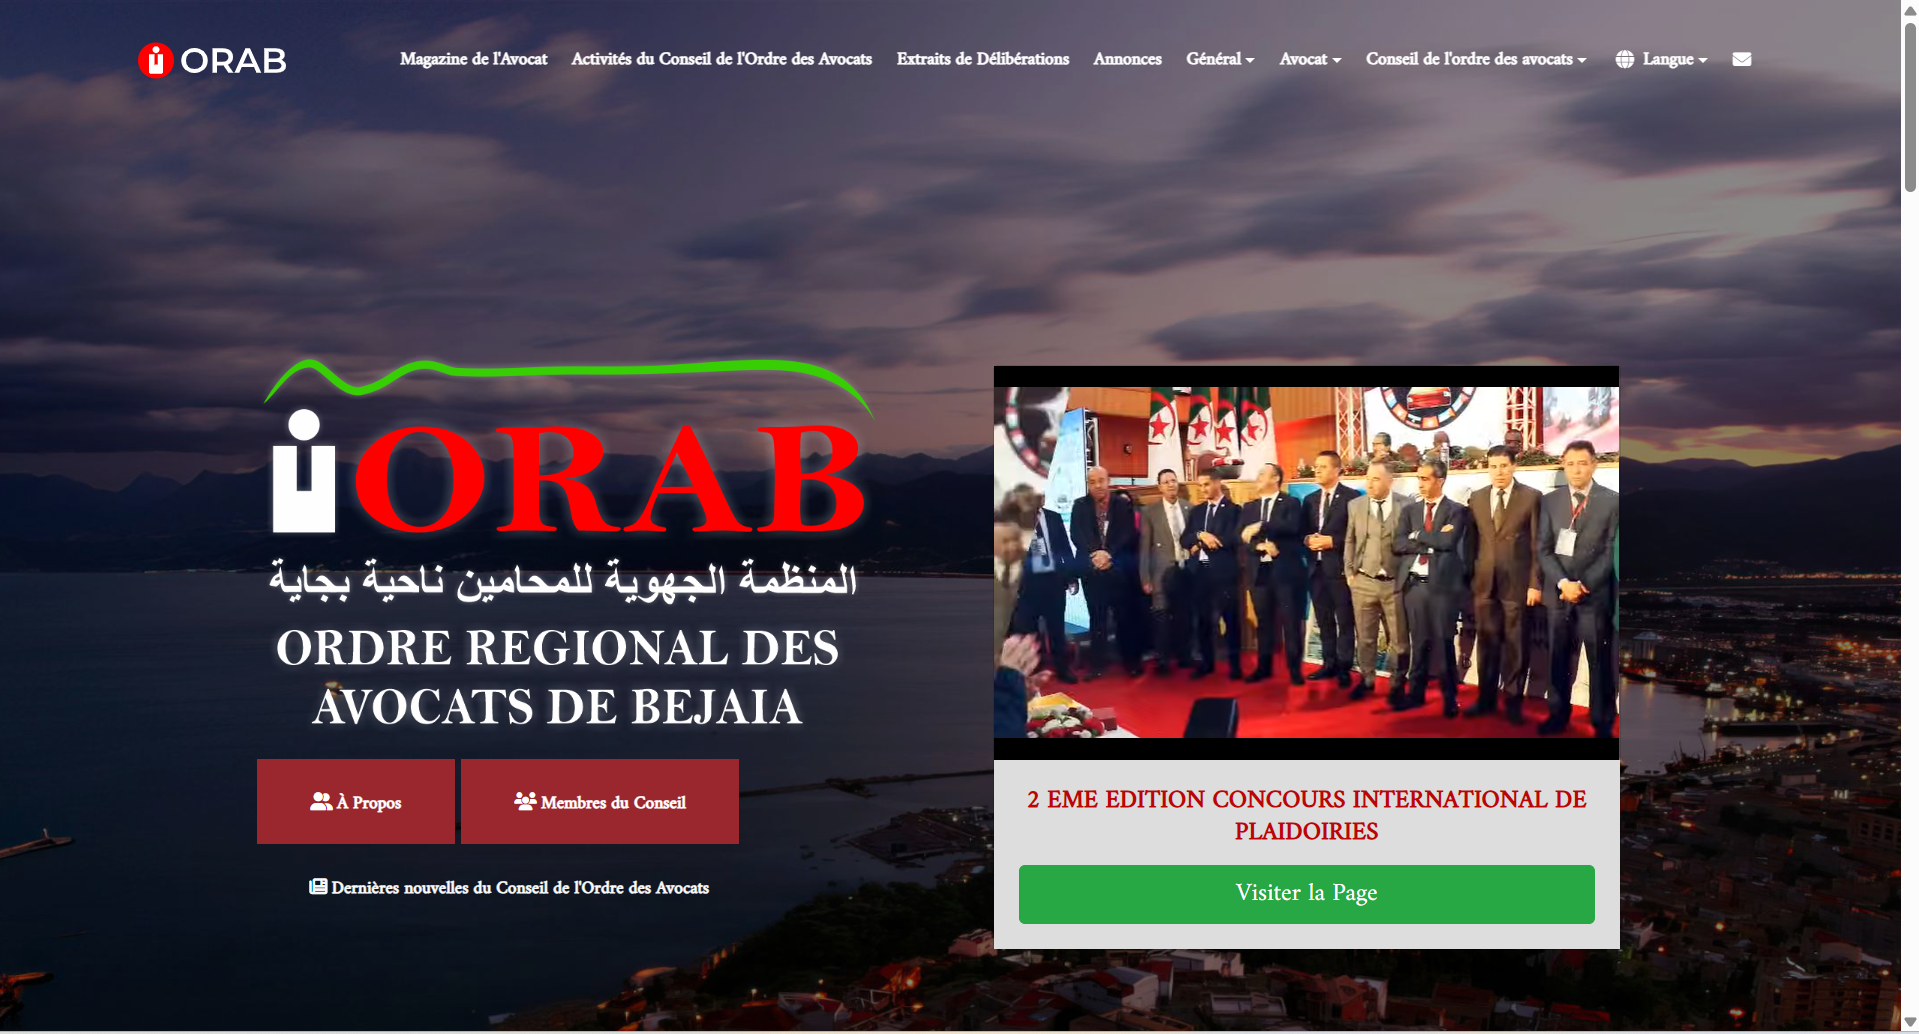 ORAB
Magazine de l'Avocat
Activités du Conseil de l'Ordre des Avocats
Extraits de Délibérations
Annonces
Général
Avocat
Conseil de l'ordre des avocats
Langue
ORAB
المنظمة الجهوية للمحامين ناحية بجاية
ORDRE REGIONAL DES
AVOCATS DE BEJAIA
À Propos
Membres du Conseil
Dernières nouvelles du Conseil de l'Ordre des Avocats
2 EME EDITION CONCOURS INTERNATIONAL DE
PLAIDOIRIES
Visiter la Page